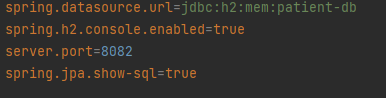 spring.datasource.url=jdbc:h2:mem:patient-db
spring.h2.console.enabled=true
server.port=8082
spring.jpa.show-sql=true